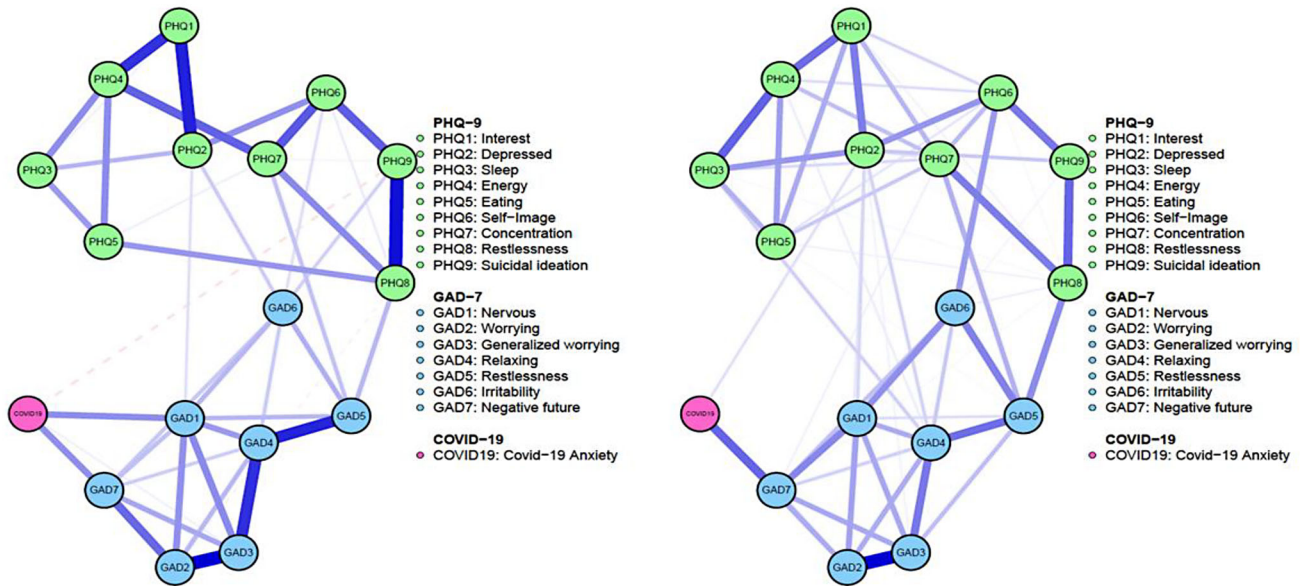 PHQ1
PHQ4
PHQ6
PHQ2
PHQ7
PHQ9
PHQ3
PHQ5
PHQ8
GAD6
COVID19
GAD1
GAD5
GAD4
GAD7
GAD3
GAD2
PHQ−9
PHQ1: Interest
PHQ2: Depressed
PHQ3: Sleep
PHQ4: Energy
PHQ5: Eating
PHQ6: Self−Image
PHQ7: Concentration
PHQ8: Restlessness
PHQ9: Suicidal ideation
GAD−7
GAD1: Nervous
GAD2: Worrying
GAD3: Generalized worrying
GAD4: Relaxing
GAD5: Restlessness
GAD6: Irritability
GAD7: Negative future
COVID−19
COVID19: Covid−19 Anxiety
PHQ1
PHQ4
PHQ6
PHQ2
PHQ7
PHQ9
PHQ3
PHQ5
PHQ8
GAD6
COVID19
GAD1
GAD5
GAD4
GAD7
GAD3
GAD2
PHQ−9
PHQ1: Interest
PHQ2: Depressed
PHQ3: Sleep
PHQ4: Energy
PHQ5: Eating
PHQ6: Self−Image
PHQ7: Concentration
PHQ8: Restlessness
PHQ9: Suicidal ideation
GAD−7
GAD1: Nervous
GAD2: Worrying
GAD3: Generalized worrying
GAD4: Relaxing
GAD5: Restlessness
GAD6: Irritability
GAD7: Negative future
COVID−19
COVID19: Covid−19 Anxiety